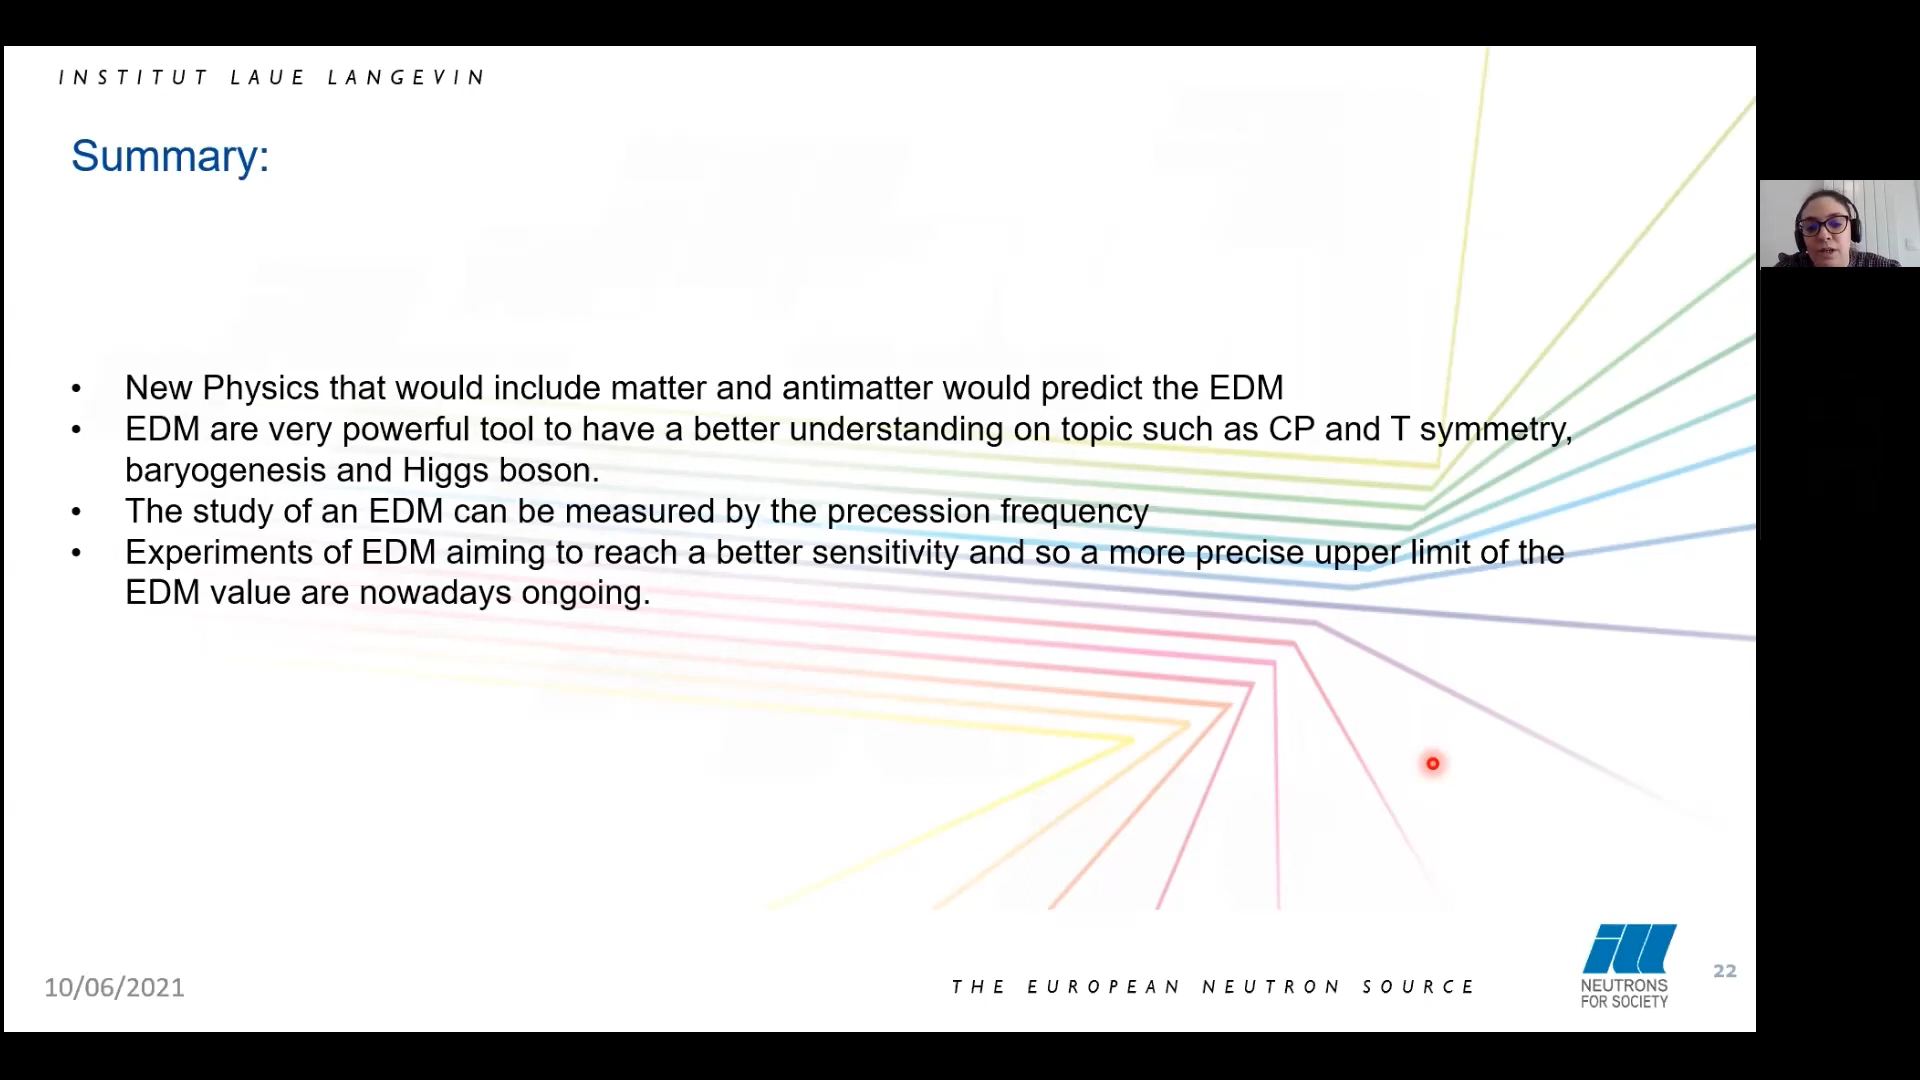 INSTITUT LAUE LANGEVIN
Summary:
• New Physics that would include matter and antimatter would predict the EDM
• EDM are very powerful tool to have a better understanding on topic such as CP and T symmetry,
baryogenesis and Higgs boson.
• The study of an EDM can be measured by the precession frequency
• Experiments of EDM aiming to reach a better sensitivity and so a more precise upper limit of the
EDM value are nowadays ongoing.
10/06/2021
THE EUROPEAN NEUTRON SOURCE
ill
NEUTRONS
FOR SOCIETY
22